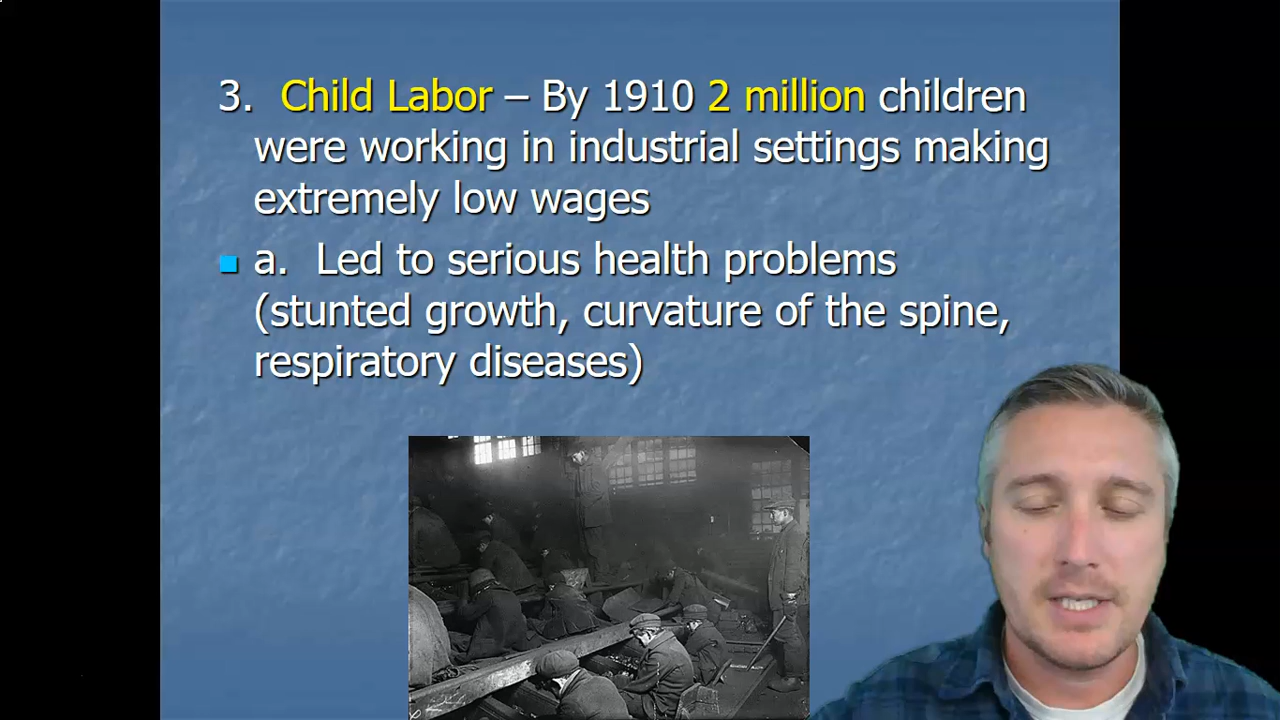 3. Child Labor – By 1910 2 million children
were working in industrial settings making
extremely low wages
a. Led to serious health problems
(stunted growth, curvature of the spine,
respiratory diseases)